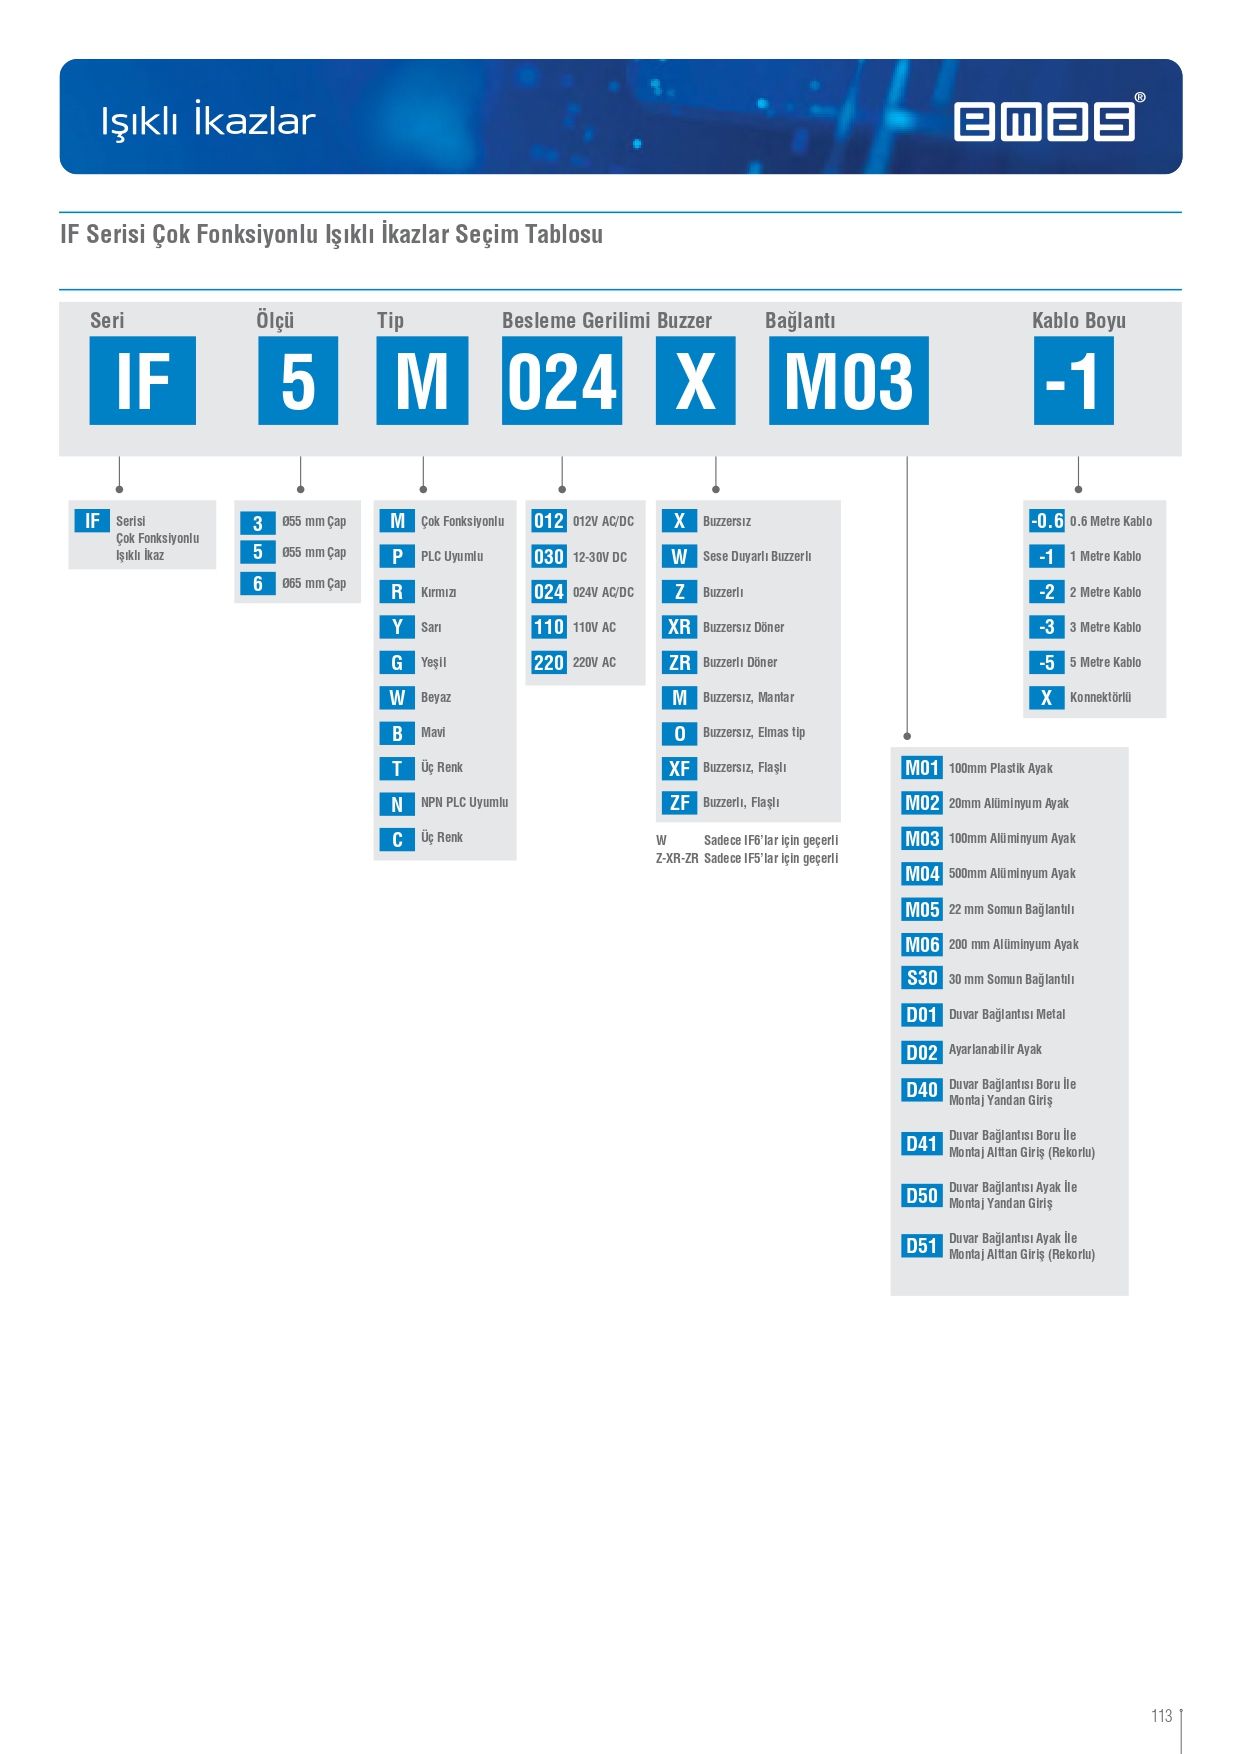 Işıklı İkazlar
emas®
IF Serisi Çok Fonksiyonlu Işıklı İkazlar Seçim Tablosu
Seri Ölçü Tip Besleme Gerilimi Buzzer Bağlantı Kablo Boyu
IF 5 M 024 X M03 -1
IF Serisi
Çok Fonksiyonlu
Işıklı İkaz
3 Ø55 mm Çap
5 Ø55 mm Çap
6 Ø65 mm Çap
M Çok Fonksiyonlu
P PLC Uyumlu
R Kırmızı
Y Sarı
G Yeşil
W Beyaz
B Mavi
T Üç Renk
N NPN PLC Uyumlu
C Üç Renk
012 012V AC/DC
030 12-30V DC
024 024V AC/DC
110 110V AC
220 220V AC
X Buzzersız
W Sese Duyarlı Buzzerlı
Z Buzzerlı
XR Buzzersız Döner
ZR Buzzerlı Döner
M Buzzersız, Mantar
O Buzzersız, Elmas tip
XF Buzzersız, Flaşlı
ZF Buzzerlı, Flaşlı
W Sadece IF6'lar için geçerli
Z-XR-ZR Sadece IF5'lar için geçerli
M01 100mm Plastik Ayak
M02 20mm Alüminyum Ayak
M03 100mm Alüminyum Ayak
M04 500mm Alüminyum Ayak
M05 22 mm Somun Bağlantılı
M06 200 mm Alüminyum Ayak
S30 30 mm Somun Bağlantılı
D01 Duvar Bağlantısı Metal
D02 Ayarlanabilir Ayak
D40 Duvar Bağlantısı Boru İle
Montaj Yandan Giriş
D41 Duvar Bağlantısı Boru İle
Montaj Alttan Giriş (Rekorlu)
D50 Duvar Bağlantısı Ayak İle
Montaj Yandan Giriş
D51 Duvar Bağlantısı Ayak İle
Montaj Alttan Giriş (Rekorlu)
-0.6 0.6 Metre Kablo
-1 1 Metre Kablo
-2 2 Metre Kablo
-3 3 Metre Kablo
-5 5 Metre Kablo
X Konnektörlü
113